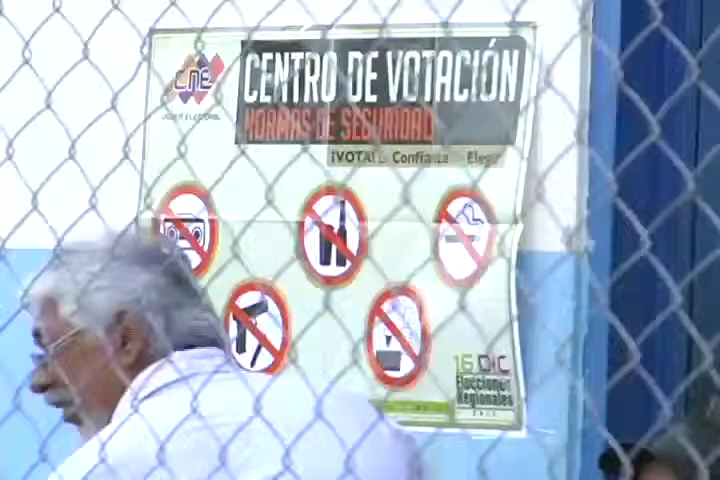 CNE
CENTRO DE VOTACIÓN
NORMAS DE SEGURIDAD
¡VOTA! Confianza Elegir
16 DIC
Elecciones
Regionales